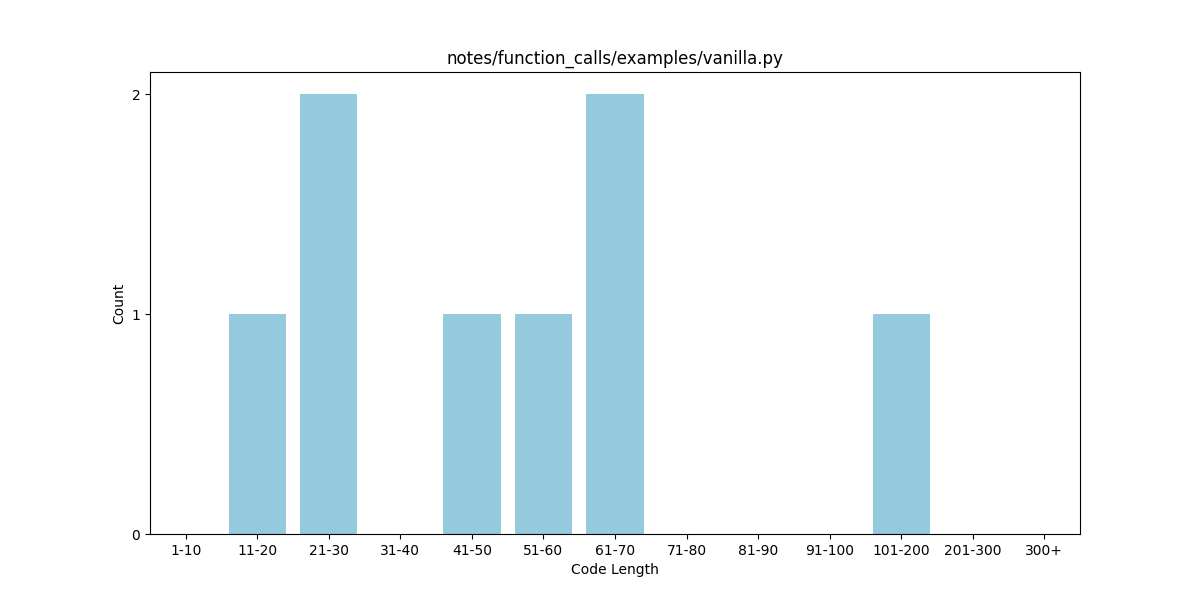 notes/function_calls/examples/vanilla.py
2
1
0
Count
1-10 11-20 21-30 31-40 41-50 51-60 61-70 71-80 81-90 91-100 101-200 201-300 300+
Code Length